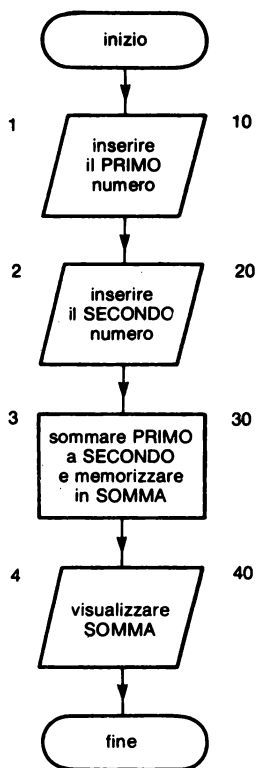 inizio
1
10
inserire
il PRIMO
numero
2
20
inserire
il SECONDO
numero
3
30
sommare PRIMO
a SECONDO
e memorizzare
in SOMMA
4
40
visualizzare
SOMMA
fine